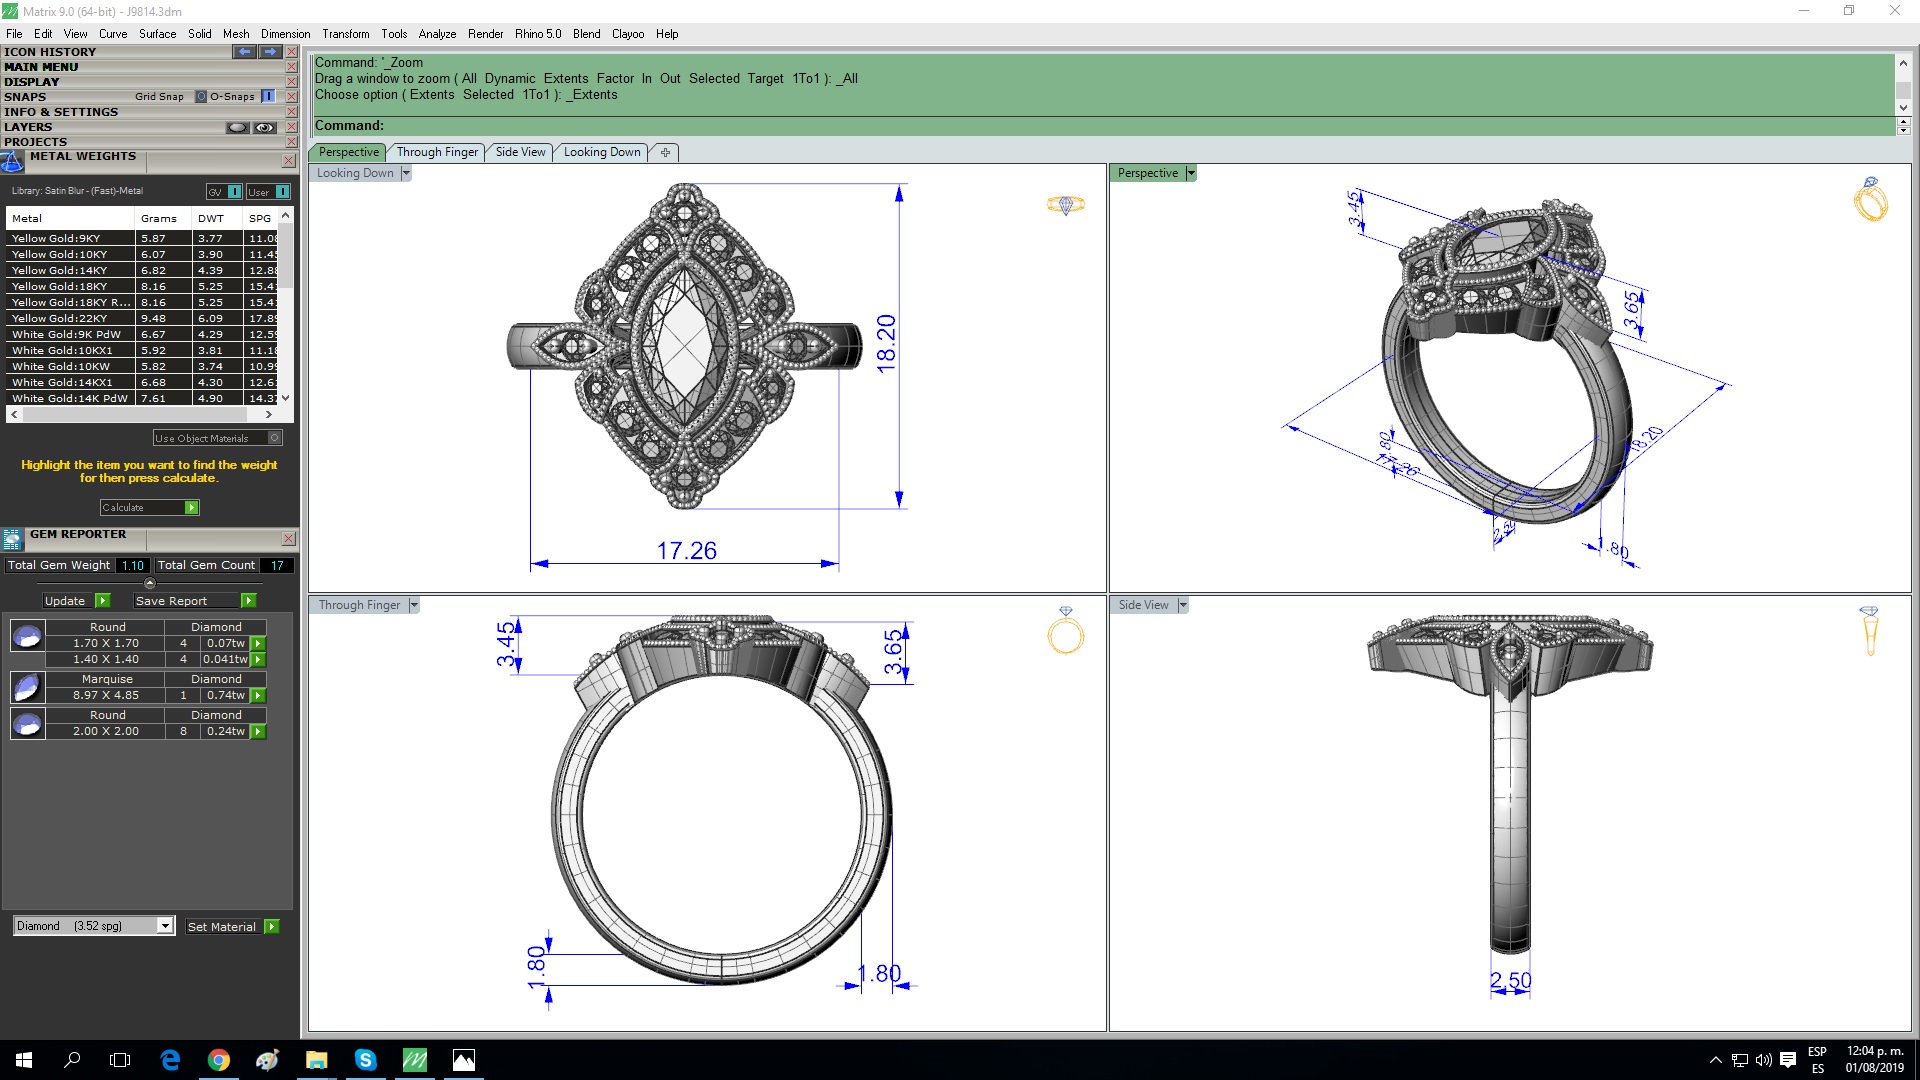 Matrix 9.0 (64-bit) - J9814.3dm
File Edit View Curve Surface Solid Mesh Dimension Transform Tools Analyze Render Rhino 5.0 Blend Clayoo Help
ICON HISTORY
MAIN MENU
DISPLAY
SNAPS Grid Snap O-Snaps
INFO & SETTINGS
LAYERS
PROJECTS
METAL WEIGHTS
Library: Satin Blur - (Fast)-Metal GV User
Metal Grams DWT SPG
Yellow Gold:9KY 5.87 3.77 11.08
Yellow Gold:10KY 6.07 3.90
Yellow Gold:14KY 6.82 4.39 12.88
Yellow Gold:18KY 8.16 5.25 15.4
Yellow Gold:18KY R... 8.16 5.25 15.4
Yellow Gold:22KY 9.48 6.09 17.89
White Gold:9K PdW 6.67 4.29 12.59
White Gold:10KX1 5.92 3.81 11.1
White Gold:10KW 5.82 3.74 10.99
White Gold:14KX1 6.68 4.30 12.6
White Gold:14K PdW 7.61 4.90 14.3
Use Object Materials
Highlight the item you want to find the weight
for then press calculate.
Calculate
GEM REPORTER
Total Gem Weight 1.10 Total Gem Count 17
Update Save Report
Round Diamond
1.70 X 1.70 4 0.07tw
1.40 X 1.40 4 0.041tw
Marquise Diamond
8.97 X 4.85 1 0.74tw
Round Diamond
2.00 X 2.00 8 0.24tw
Diamond (3.52 spg) Set Material
Command: '_Zoom
Drag a window to zoom ( All Dynamic Extents Factor In Out Selected Target 1To1 ): _All
Choose option ( Extents Selected 1To1 ): _Extents
Command:
Perspective Through Finger Side View Looking Down
Looking Down
18.20
17.26
Perspective
3.45
3.65
18.20
.80
17.26
2.50
1.80
Through Finger
3.45
3.65
1.80
1.80
Side View
2.50
ESP
ES
12:04 p. m.
01/08/2019